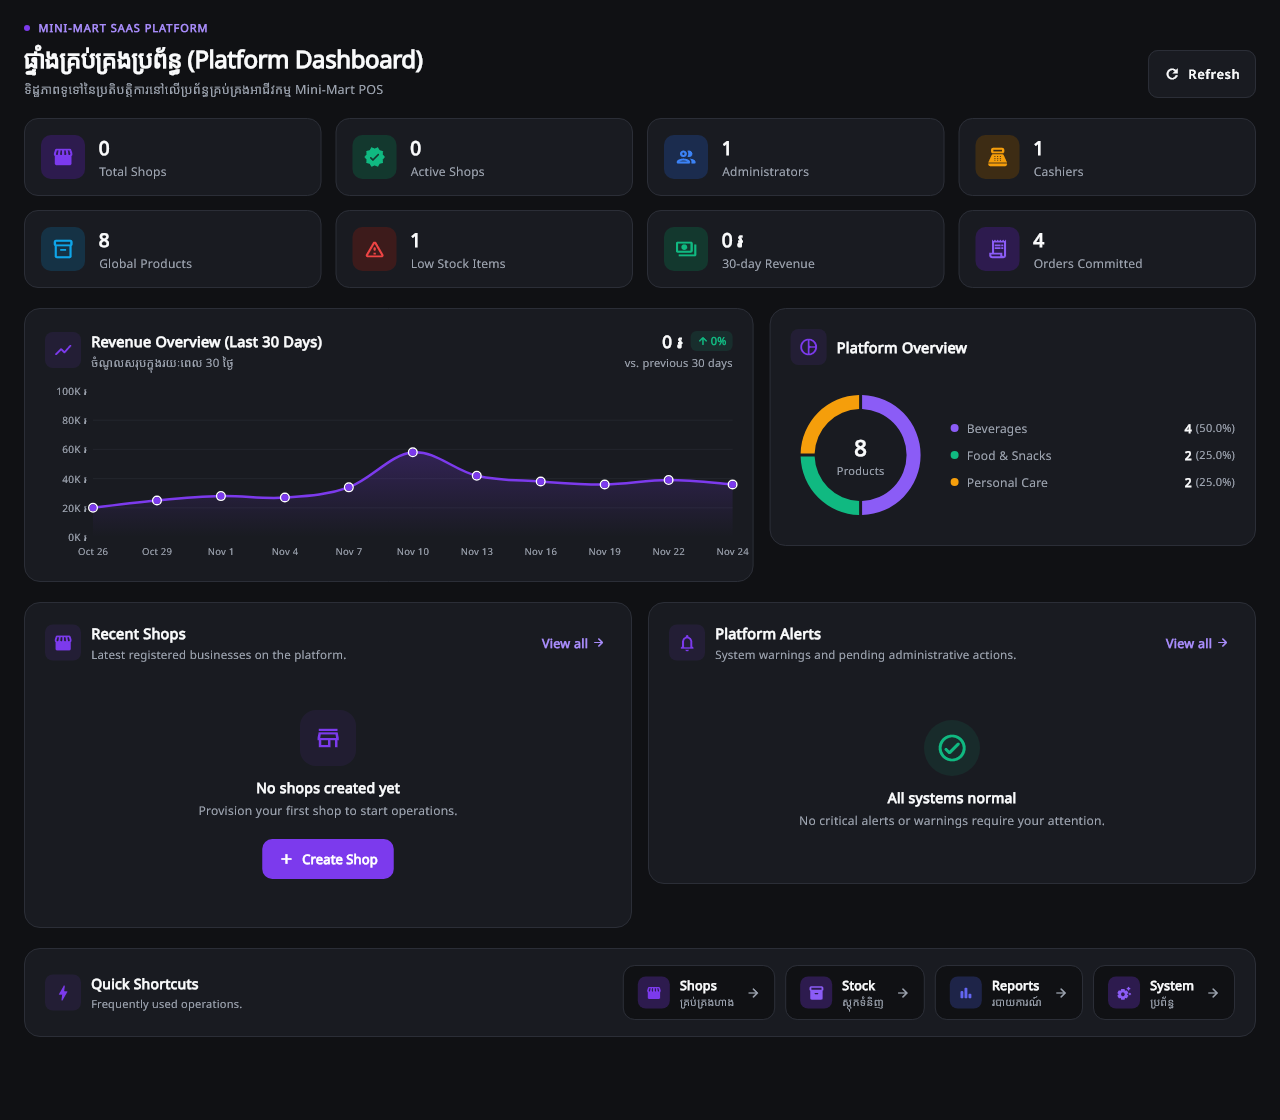 MINI-MART SAAS PLATFORM
ផ្ទាំងគ្រប់គ្រងប្រព័ន្ធ (Platform Dashboard)
ទិដ្ឋភាពទូទៅនៃប្រតិបត្តិការនៅលើប្រព័ន្ធគ្រប់គ្រងអាជីវកម្ម Mini-Mart POS
Refresh
0
Total Shops
0
Active Shops
1
Administrators
1
Cashiers
8
Global Products
1
Low Stock Items
0 ៛
30-day Revenue
4
Orders Committed
Revenue Overview (Last 30 Days)
ចំណូលសរុបក្នុងរយៈពេល 30 ថ្ងៃ
0 ៛ ↑ 0%
vs. previous 30 days
100K ៛
80K ៛
60K ៛
40K ៛
20K ៛
0K ៛
Oct 26 Oct 29 Nov 1 Nov 4 Nov 7 Nov 10 Nov 13 Nov 16 Nov 19 Nov 22 Nov 24
Platform Overview
8
Products
Beverages 4 (50.0%)
Food & Snacks 2 (25.0%)
Personal Care 2 (25.0%)
Recent Shops
Latest registered businesses on the platform.
View all →
No shops created yet
Provision your first shop to start operations.
+ Create Shop
Platform Alerts
System warnings and pending administrative actions.
View all →
All systems normal
No critical alerts or warnings require your attention.
Quick Shortcuts
Frequently used operations.
Shops
គ្រប់គ្រងហាង
→
Stock
ស្តុកទំនិញ
→
Reports
របាយការណ៍
→
System
ប្រព័ន្ធ
→